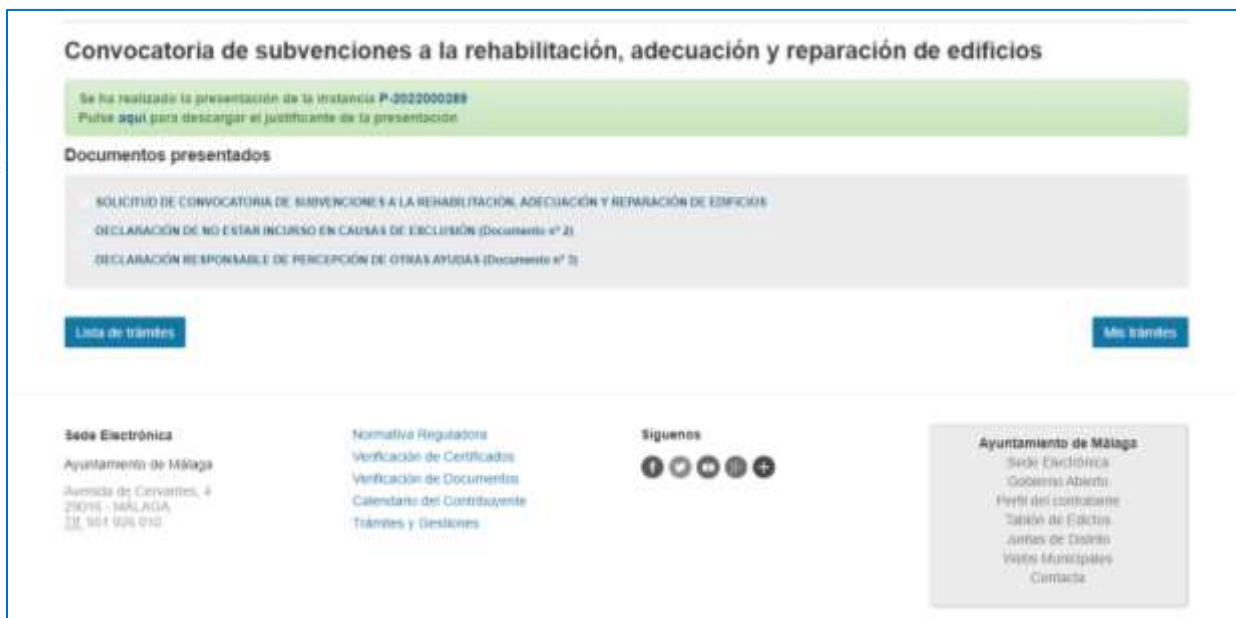 Convocatoria de subvenciones a la rehabilitación, adecuación y reparación de edificios
Se ha realizado la presentación de la instancia P-2022000289
Pulse aquí para descargar el justificante de la presentación
Documentos presentados
SOLICITUD DE CONVOCATORIA DE SUBVENCIONES A LA REHABILITACIÓN, ADECUACIÓN Y REPARACIÓN DE EDIFICIOS
DECLARACIÓN DE NO ESTAR INCURSO EN CAUSAS DE EXCLUSIÓN (Documento nº 2)
DECLARACIÓN RESPONSABLE DE PERCEPCIÓN DE OTRAS AYUDAS (Documento nº 3)
Lista de trámites
Mis trámites
Sede Electrónica
Ayuntamiento de Málaga
Avenida de Cervantes, 4
29016 - MÁLAGA
Tlf. 951 926 010
Normativa Reguladora
Verificación de Certificados
Verificación de Documentos
Calendario del Contribuyente
Trámites y Gestiones
Síguenos
Ayuntamiento de Málaga
Sede Electrónica
Gobierno Abierto
Perfil del contratante
Tablón de Edictos
Juntas de Distrito
Webs Municipales
Contacta